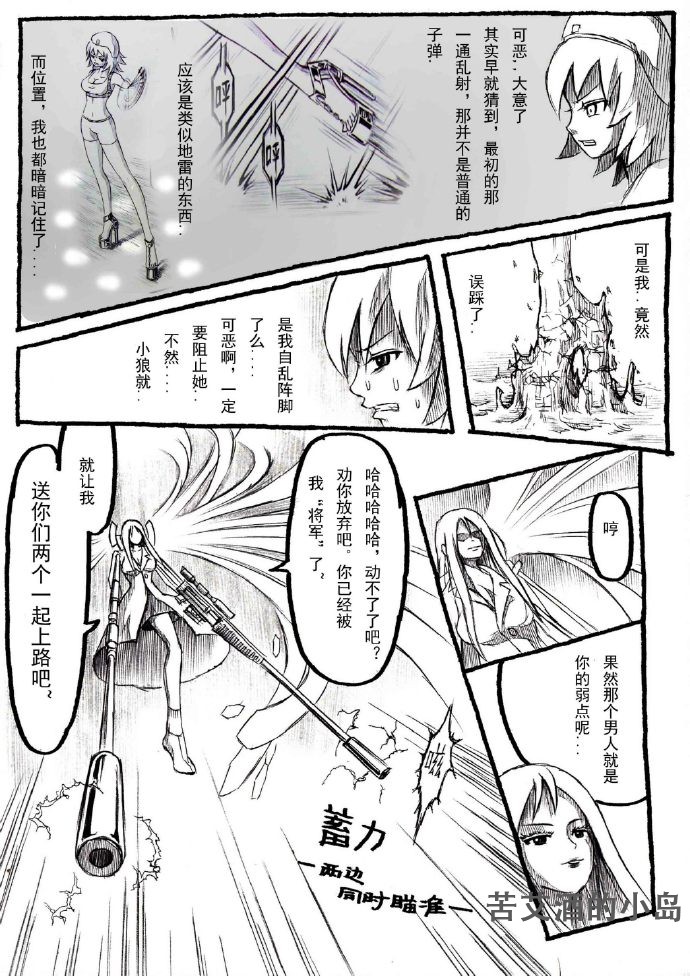 可恶．．大意了
其实早就猜到，最初的那
一通乱射，那并不是普通的
子弹
呼
呼
应该是类似地雷的东西．．
而位置，我也都暗暗记住了．．．．
可是我．．竟然
误踩了．．
是我自乱阵脚
了么．．．．
可恶啊，一定
要阻止她．．
不然．．．．
小狼就．．
哼
果然那个男人就是
你的弱点呢．．．
哈哈哈哈哈，动不了了吧？
劝你放弃吧。你已经被
我“将军”了~
就让我
送你们两个一起上路吧~
蓄力
—两边
同时瞄准—
苦艾酒的小岛